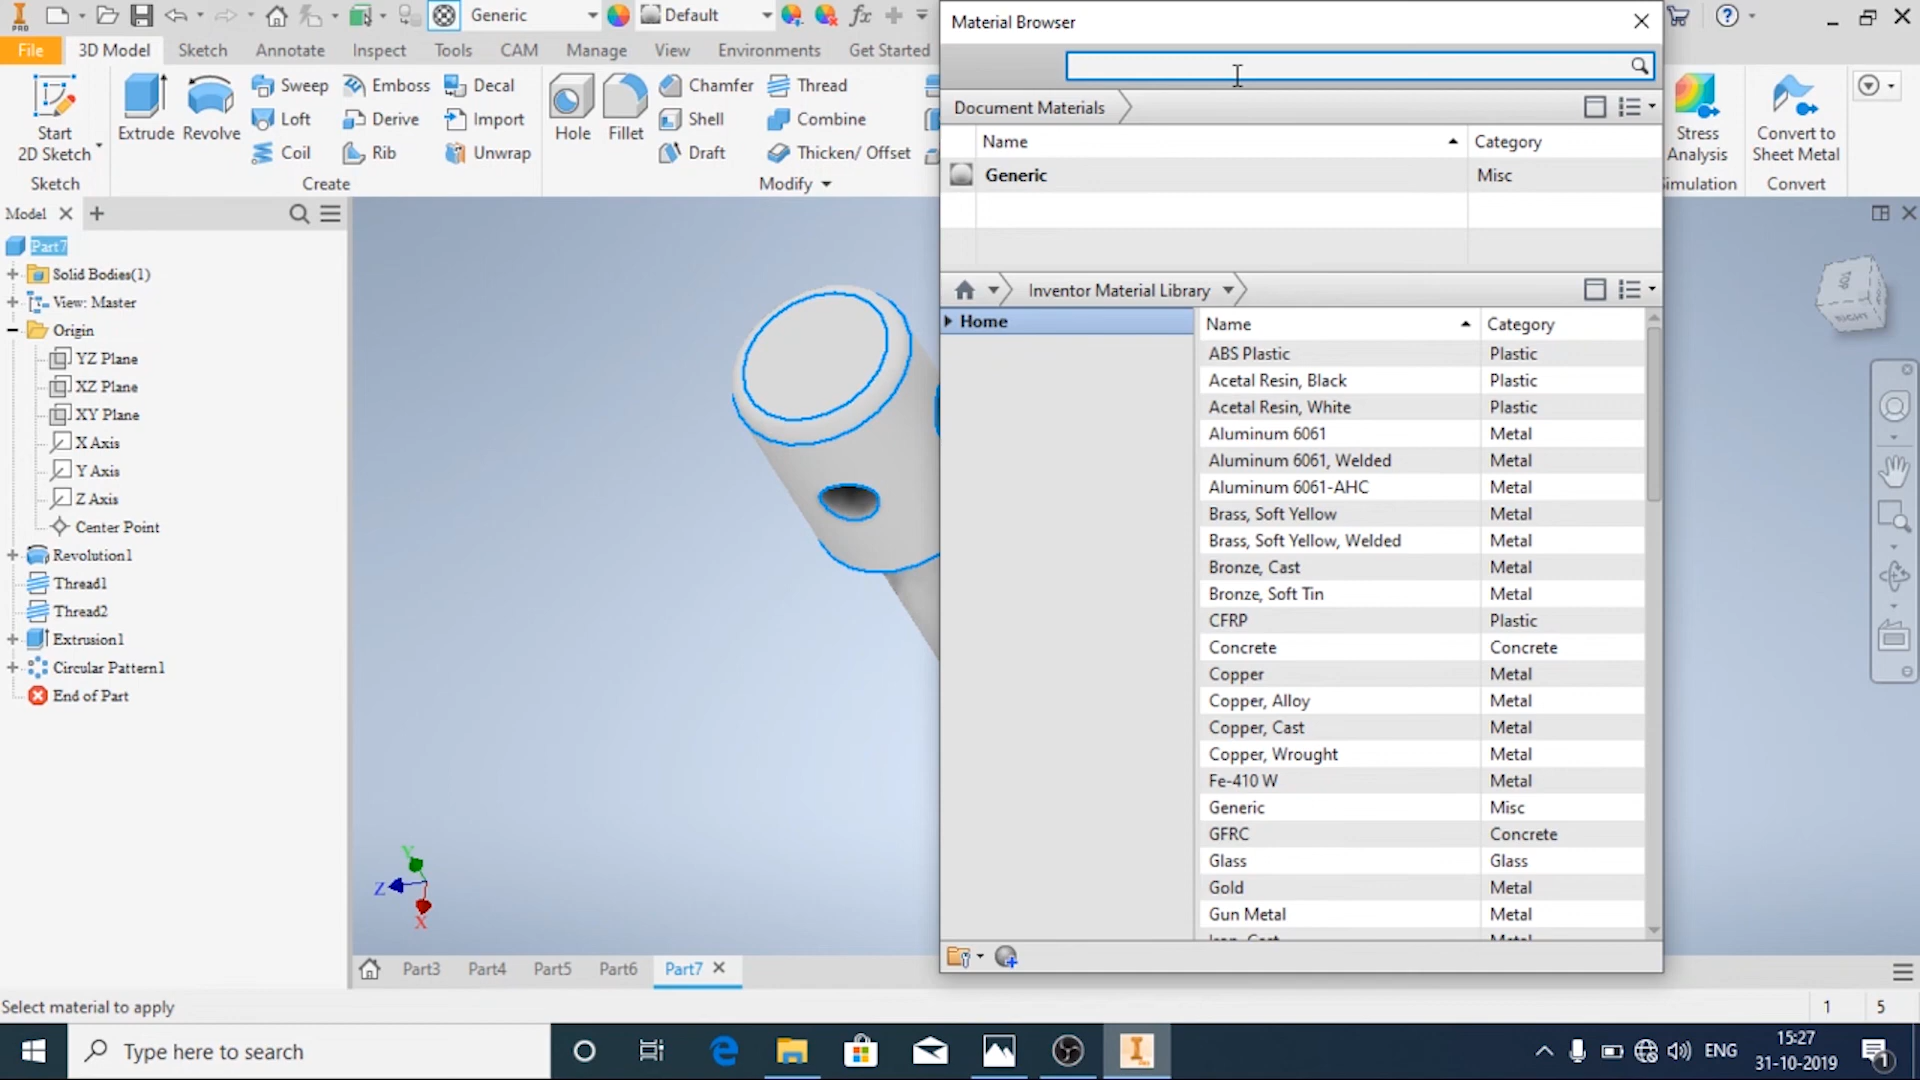 PRO
Generic
Default
fx
Material Browser
File
3D Model
Sketch
Annotate
Inspect
Tools
CAM
Manage
View
Environments
Get Started
Start
2D Sketch
Extrude
Revolve
Sweep
Loft
Coil
Emboss
Derive
Rib
Decal
Import
Unwrap
Hole
Fillet
Chamfer
Shell
Draft
Thread
Combine
Thicken/ Offset
Stress
Analysis
Convert to
Sheet Metal
Sketch
Create
Modify
Convert
Document Materials
Name
Category
Generic
Misc
Model
Part7
Solid Bodies(1)
View: Master
Origin
YZ Plane
XZ Plane
XY Plane
X Axis
Y Axis
Z Axis
Center Point
Revolution1
Thread1
Thread2
Extrusion1
Circular Pattern1
End of Part
RIGHT
Z
Y
X
Inventor Material Library
Home
Name Category
ABS Plastic Plastic
Acetal Resin, Black Plastic
Acetal Resin, White Plastic
Aluminum 6061 Metal
Aluminum 6061, Welded Metal
Aluminum 6061-AHC Metal
Brass, Soft Yellow Metal
Brass, Soft Yellow, Welded Metal
Bronze, Cast Metal
Bronze, Soft Tin Metal
CFRP Plastic
Concrete Concrete
Copper Metal
Copper, Alloy Metal
Copper, Cast Metal
Copper, Wrought Metal
Fe-410 W Metal
Generic Misc
GFRC Concrete
Glass Glass
Gold Metal
Gun Metal Metal
Part3
Part4
Part5
Part6
Part7
Select material to apply
1
5
Type here to search
ENG
15:27
31-10-2019
1